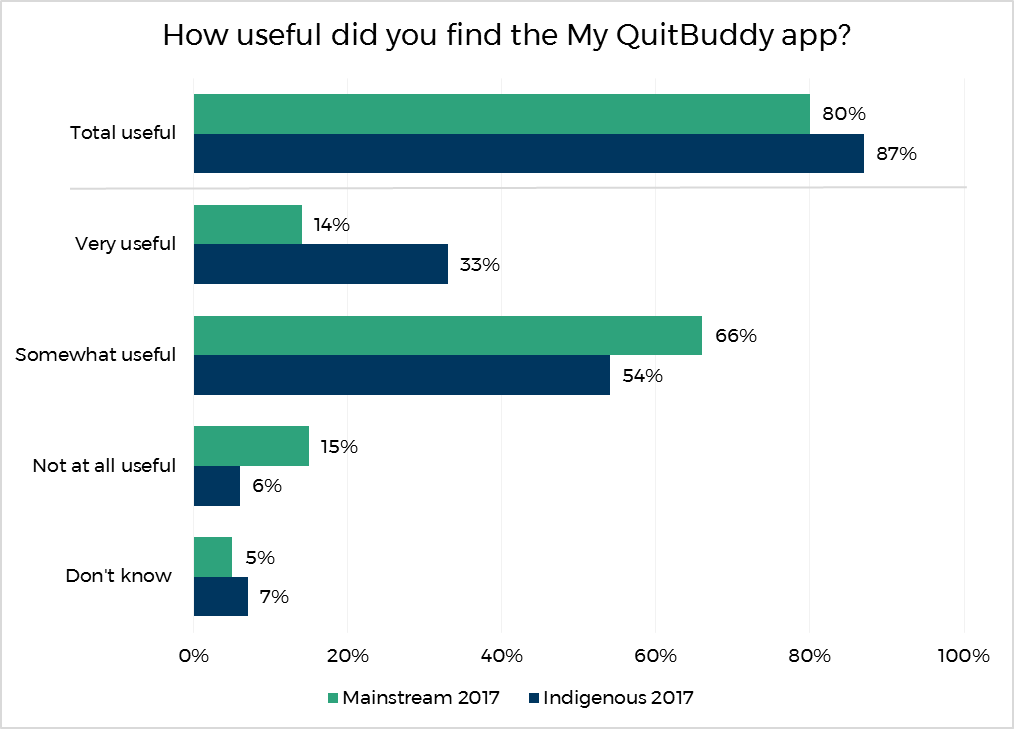 How useful did you find the My QuitBuddy app?
Total useful
80%
87%
Very useful
14%
33%
Somewhat useful
66%
54%
Not at all useful
15%
6%
Don't know
5%
7%
0% 20% 40% 60% 80% 100%
Mainstream 2017 Indigenous 2017